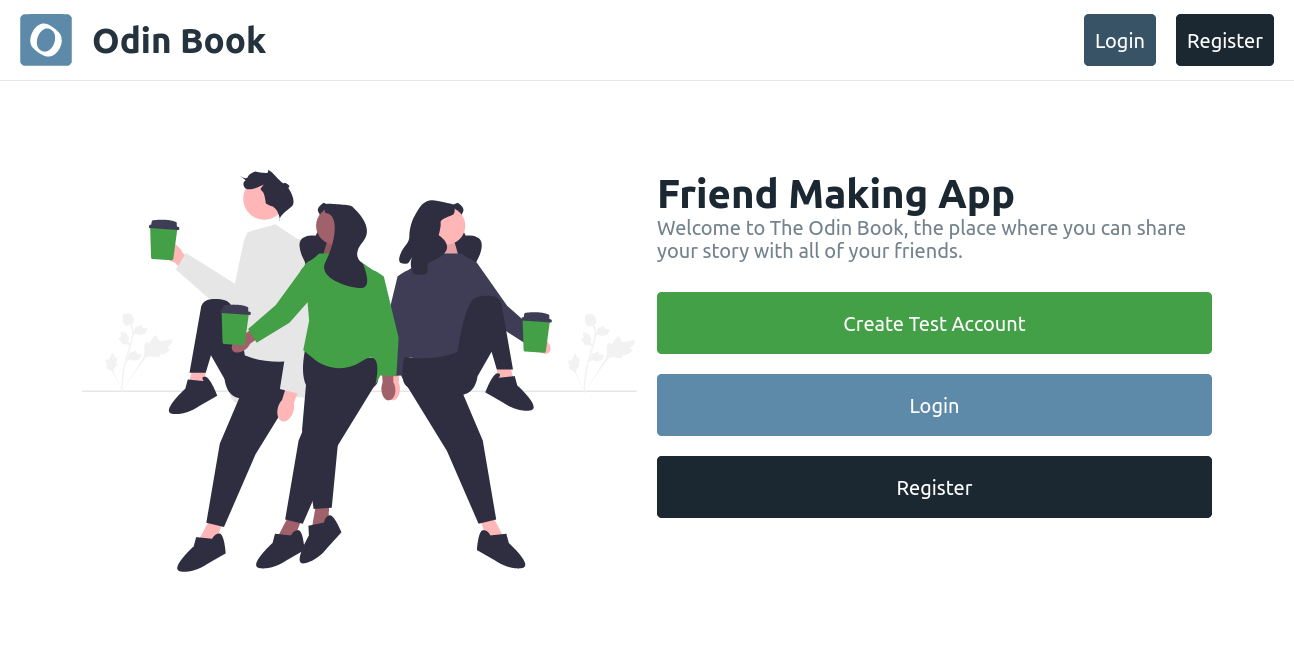 Odin Book
Login
Register
Friend Making App
Welcome to The Odin Book, the place where you can share
your story with all of your friends.
Create Test Account
Login
Register